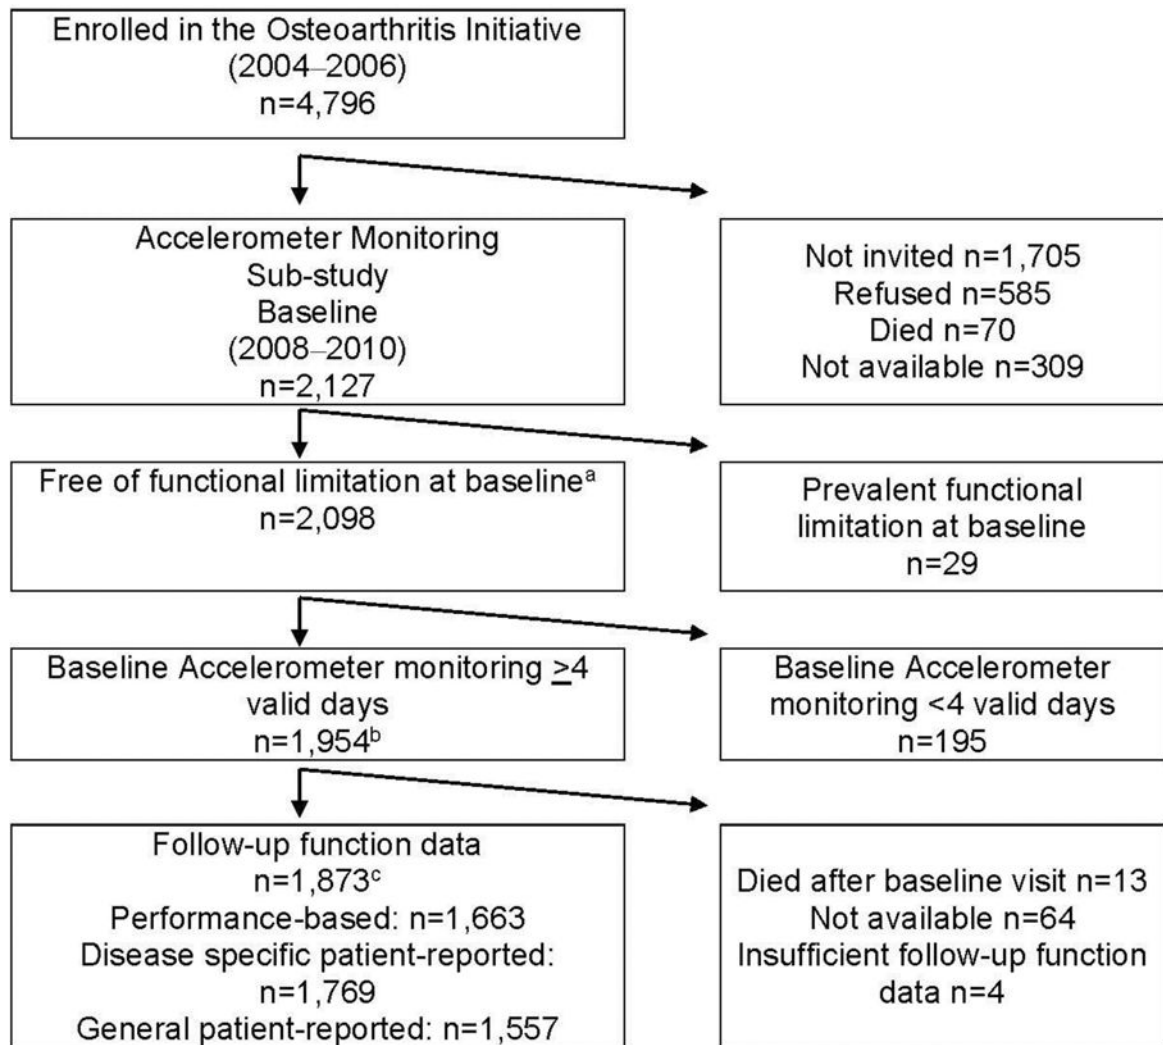 Enrolled in the Osteoarthritis Initiative
(2004–2006)
n=4,796
Accelerometer Monitoring
Sub-study
Baseline
(2008–2010)
n=2,127
Not invited n=1,705
Refused n=585
Died n=70
Not available n=309
Free of functional limitation at baselineᵃ
n=2,098
Prevalent functional
limitation at baseline
n=29
Baseline Accelerometer monitoring ≥4
valid days
n=1,954ᵇ
Baseline Accelerometer
monitoring <4 valid days
n=195
Follow-up function data
n=1,873ᶜ
Performance-based: n=1,663
Disease specific patient-reported:
n=1,769
General patient-reported: n=1,557
Died after baseline visit n=13
Not available n=64
Insufficient follow-up function
data n=4